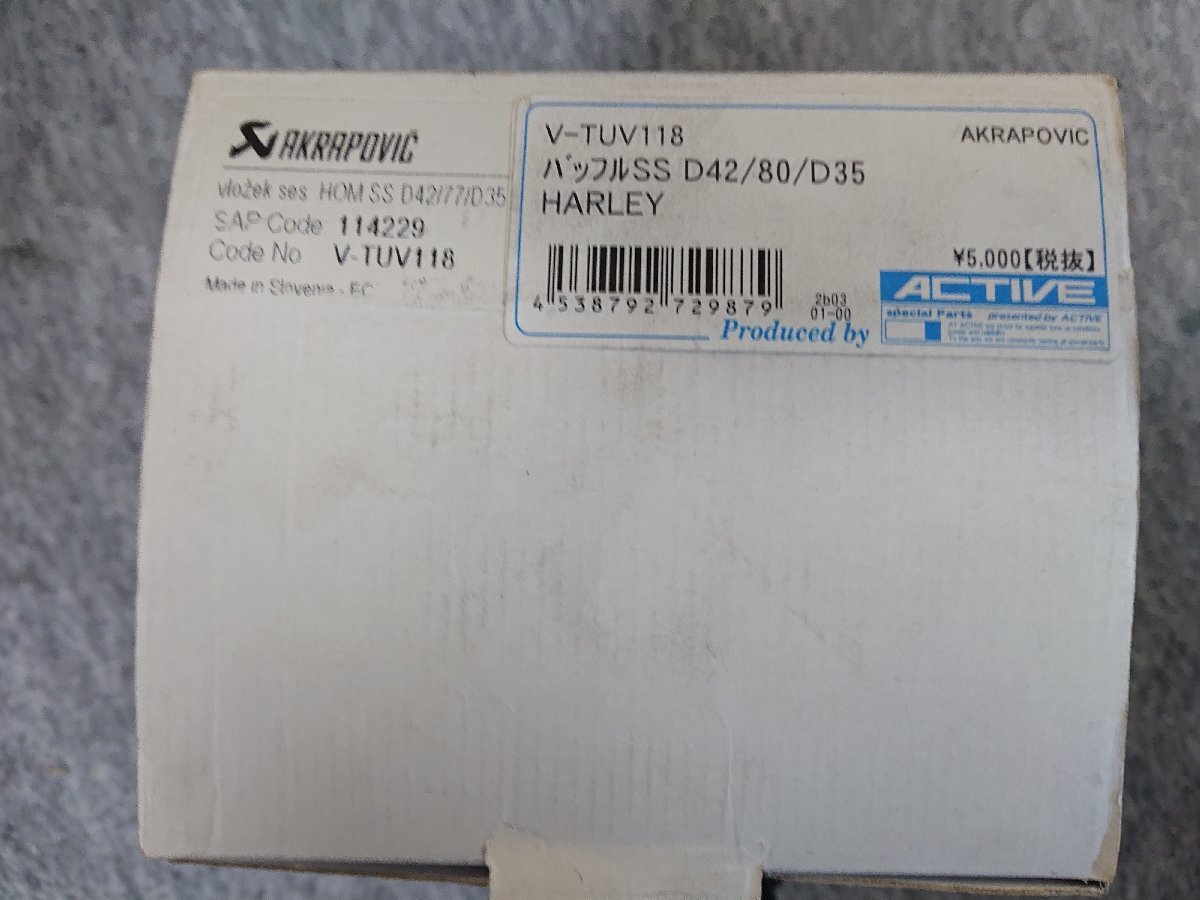 AKRAPOVIČ
vložek ses HOM SS D42/77/D35
SAP Code 114229
Code No V-TUV118
Made in Slovenia - EC
V-TUV118 AKRAPOVIC
ﾊﾞｯﾌﾙSS D42/80/D35
HARLEY
¥5,000【税抜】
4 538792 729879
2b03
01-00
Produced by
ACTIVE
special Parts presented by ACTIVE